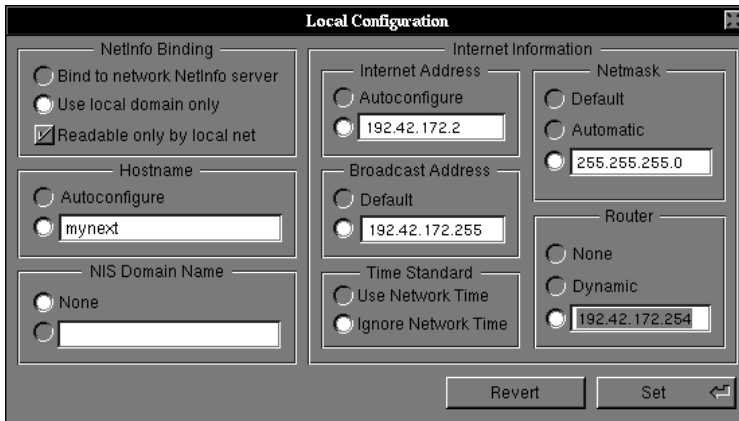 Local Configuration
NetInfo Binding
Bind to network NetInfo server
Use local domain only
Readable only by local net
Hostname
Autoconfigure
mynext
NIS Domain Name
None
Internet Information
Internet Address
Autoconfigure
192.42.172.2
Broadcast Address
Default
192.42.172.255
Time Standard
Use Network Time
Ignore Network Time
Netmask
Default
Automatic
255.255.255.0
Router
None
Dynamic
192.42.172.254
Revert
Set